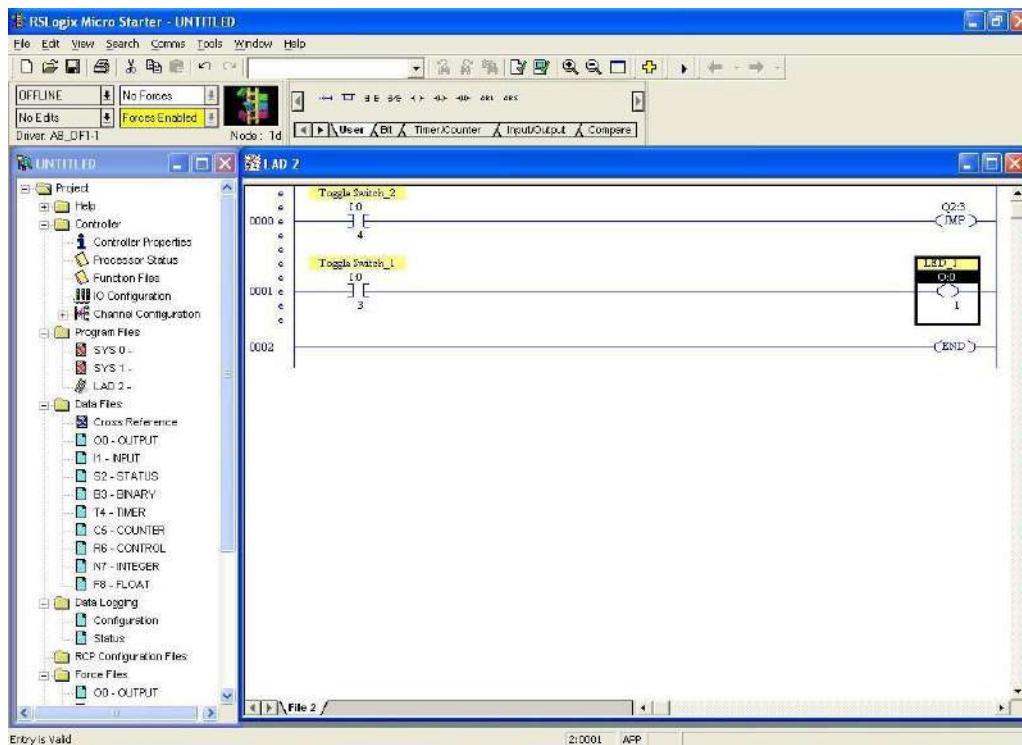 RSLogix Micro Starter - UNTITLED
File Edit View Search Comms Tools Window Help
OFFLINE No Forces
No Edits Forces Enabled
Driver: AB_DF1-1 Node: 1d
User Bit Timer/Counter Input/Output Compare
UNTITLED
Project
Help
Controller
Controller Properties
Processor Status
Function Files
IO Configuration
Channel Configuration
Program Files
SYS 0 -
SYS 1 -
LAD 2 -
Data Files
Cross Reference
O0 - OUTPUT
I1 - INPUT
S2 - STATUS
B3 - BINARY
T4 - TIMER
C5 - COUNTER
R6 - CONTROL
N7 - INTEGER
F8 - FLOAT
Data Logging
Configuration
Status
RCP Configuration Files
Force Files
O0 - OUTPUT
LAD 2
Toggle Switch_2
I:0
4
Q2:3
JMP
0000
e
e
e
e
Toggle Switch_1
I:0
3
LED_1
O:0
1
0001
e
e
e
e
e
0002
END
File 2
Entry is Valid
2:0001 APP